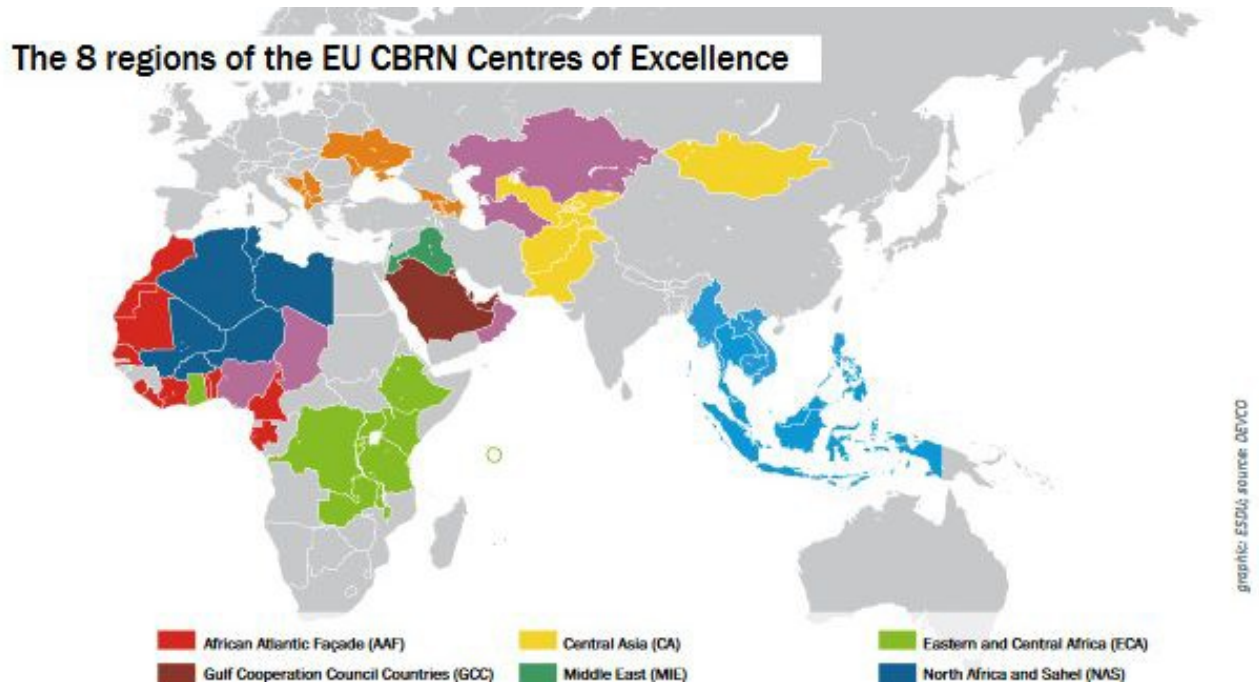 The 8 regions of the EU CBRN Centres of Excellence
graphic: ESDU; source: DEVCO
African Atlantic Façade (AAF)
Central Asia (CA)
Eastern and Central Africa (ECA)
Gulf Cooperation Council Countries (GCC)
Middle East (MIE)
North Africa and Sahel (NAS)